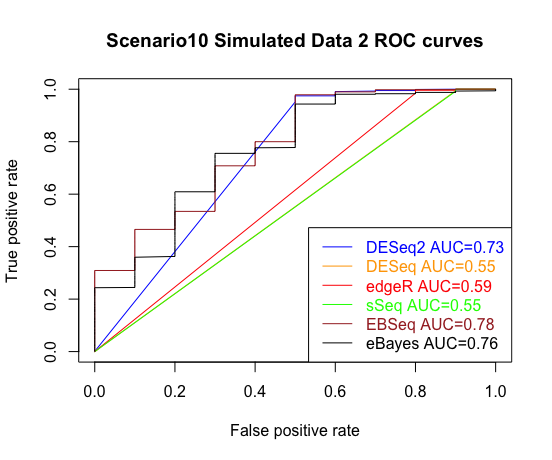 Scenario10 Simulated Data 2 ROC curves
True positive rate
1.0
0.8
0.6
0.4
0.2
0.0
DESeq2 AUC=0.73
DESeq AUC=0.55
edgeR AUC=0.59
sSeq AUC=0.55
EBSeq AUC=0.78
eBayes AUC=0.76
0.0 0.2 0.4 0.6 0.8 1.0
False positive rate